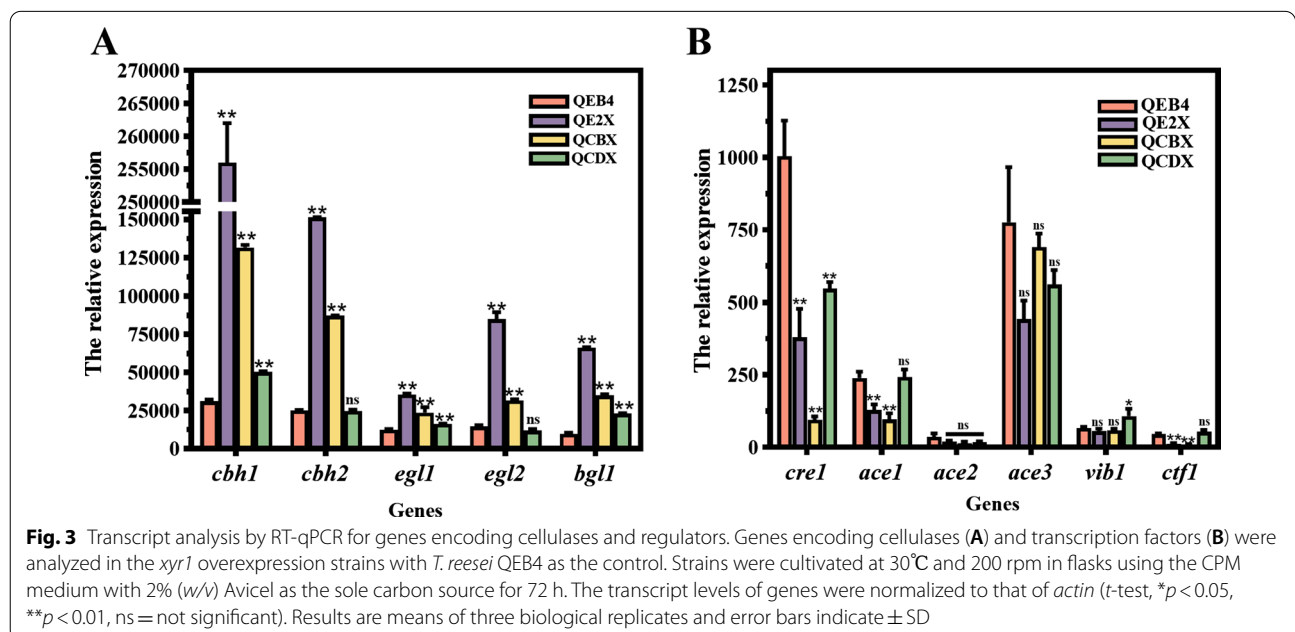 A
The relative expression
270000
265000
260000
255000
250000
150000
125000
100000
75000
50000
25000
0
QEB4
QE2X
QCBX
QCDX
** ** **
** ** ns
** ** **
** ** ns
** ** **
cbh1 cbh2 egl1 egl2 bgl1
Genes
B
The relative expression
1250
1000
750
500
250
0
QEB4
QE2X
QCBX
QCDX
** ** **
** ** ns
ns
ns ns ns
ns ns *
** ** ns
cre1 ace1 ace2 ace3 vib1 ctf1
Genes
Fig. 3 Transcript analysis by RT-qPCR for genes encoding cellulases and regulators. Genes encoding cellulases (A) and transcription factors (B) were
analyzed in the xyr1 overexpression strains with T. reesei QEB4 as the control. Strains were cultivated at 30℃ and 200 rpm in flasks using the CPM
medium with 2% (w/v) Avicel as the sole carbon source for 72 h. The transcript levels of genes were normalized to that of actin (t-test, *p < 0.05,
**p < 0.01, ns = not significant). Results are means of three biological replicates and error bars indicate ± SD